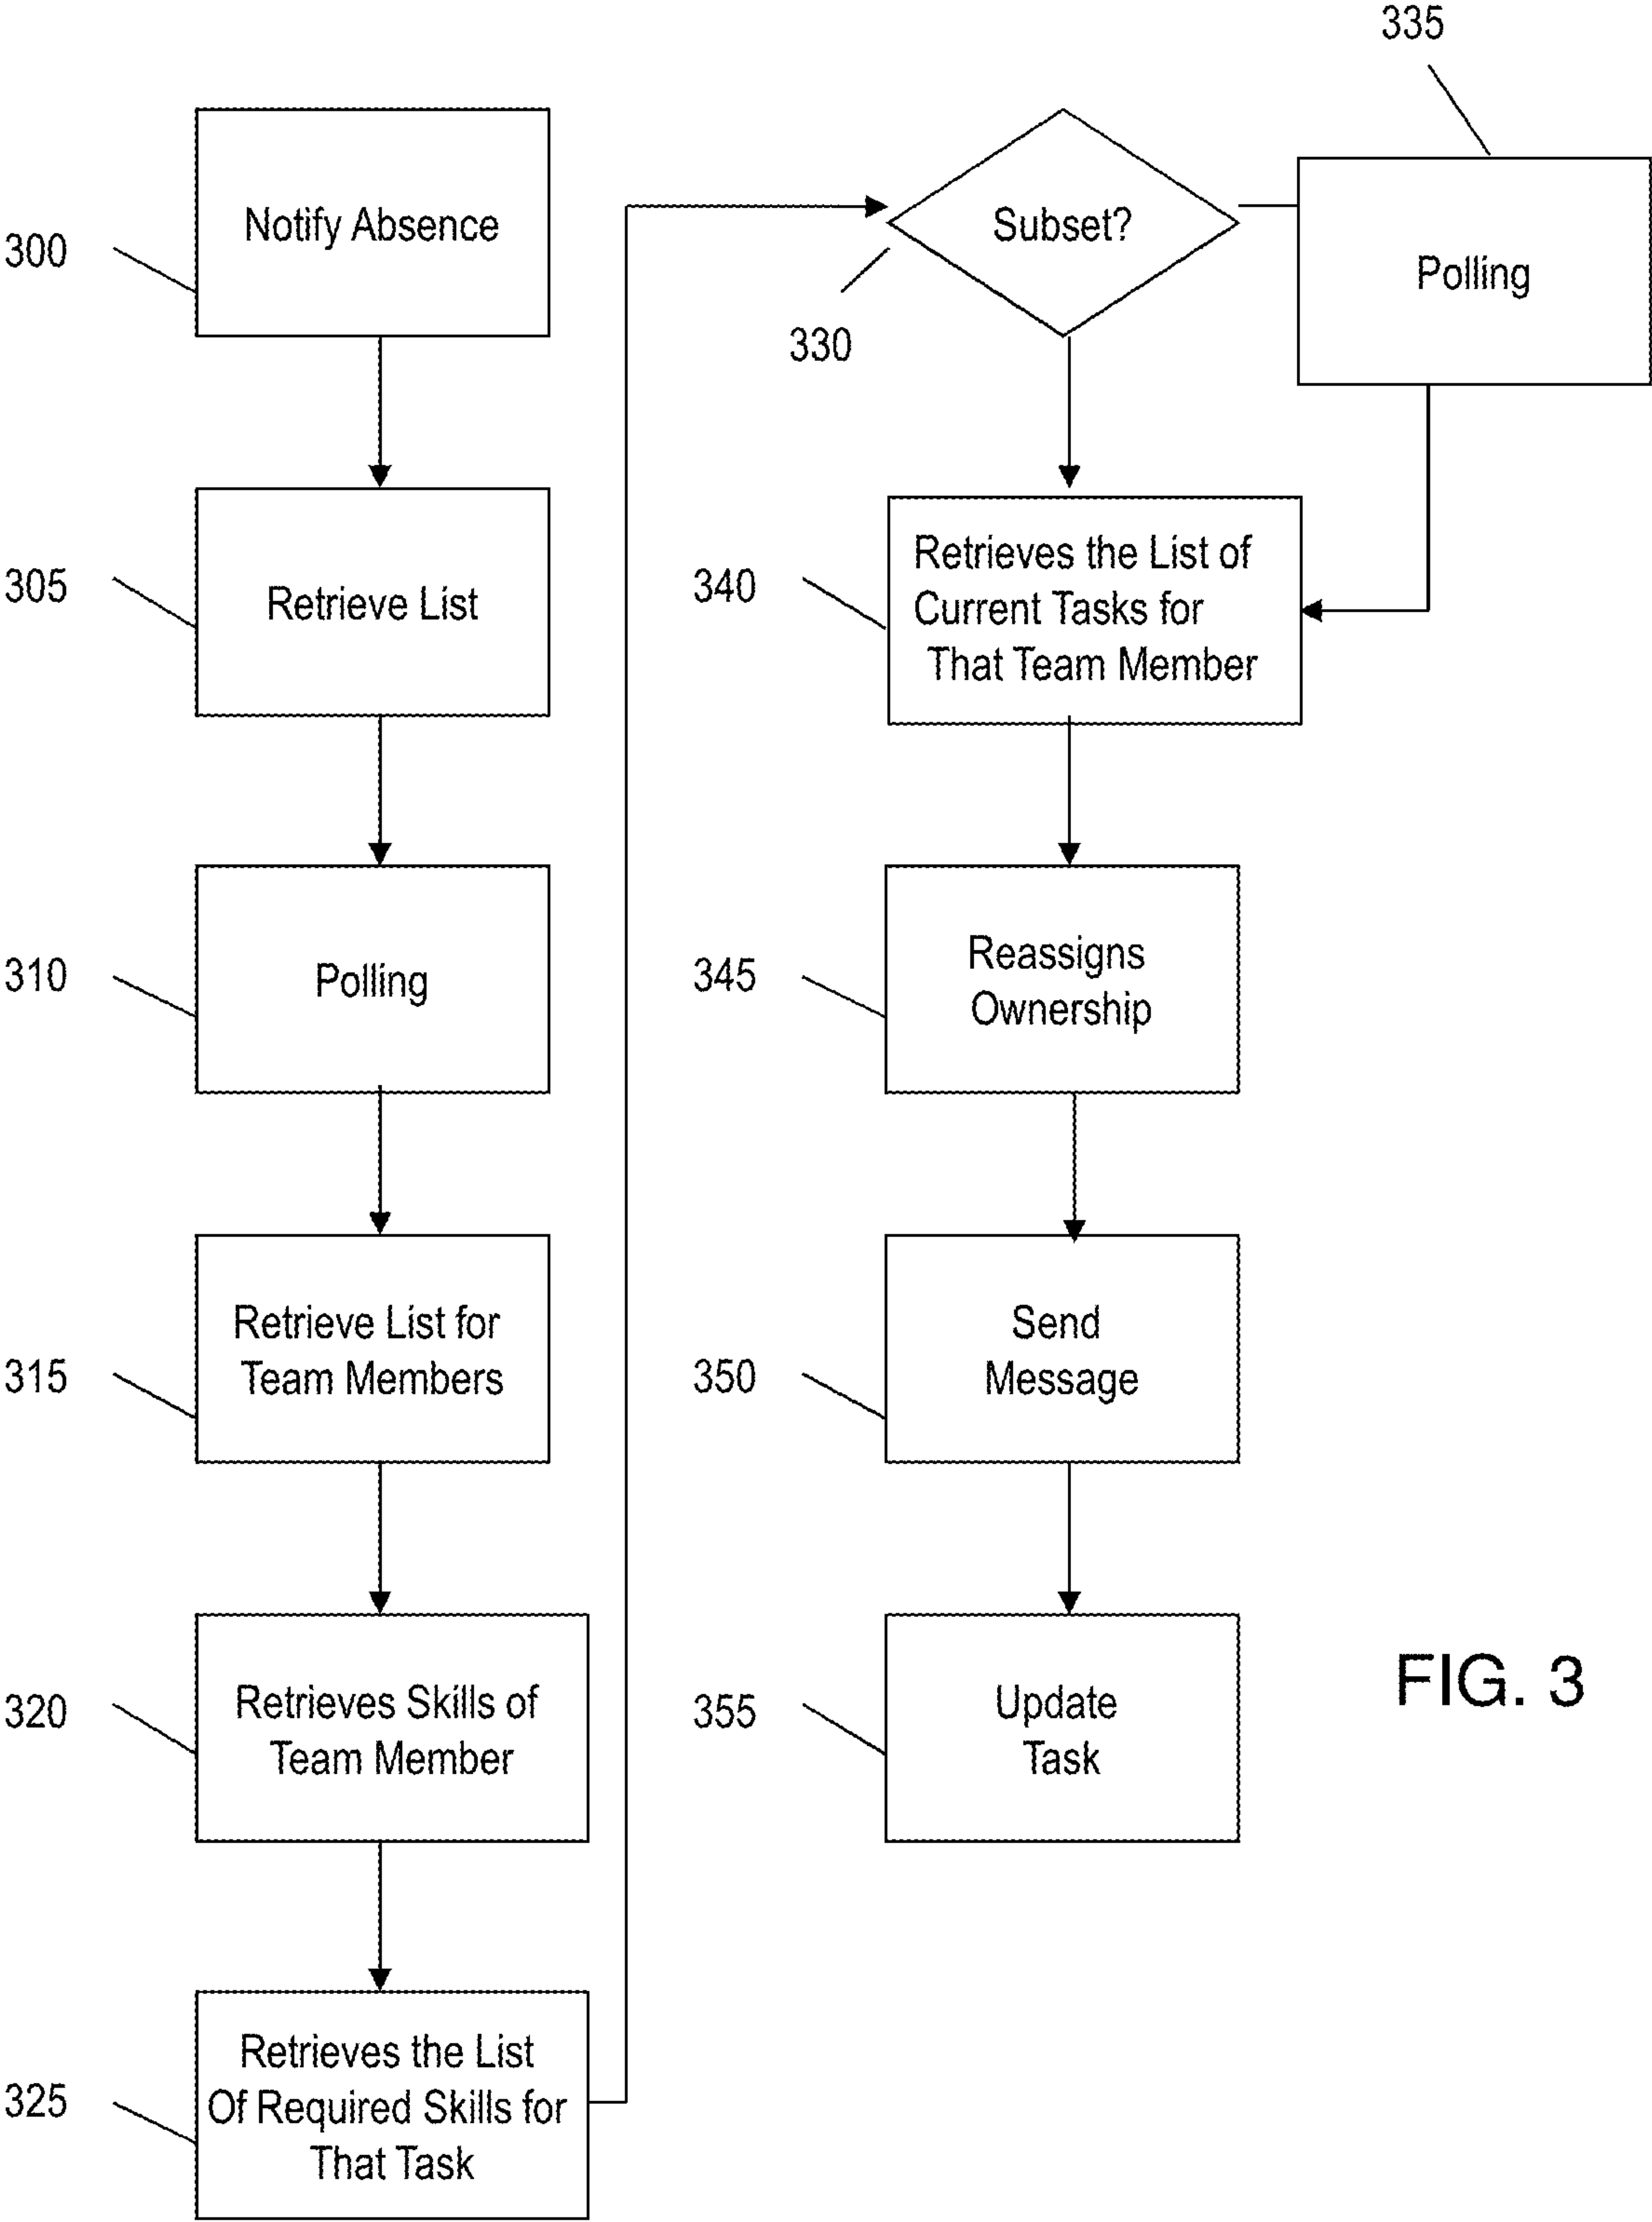 300
Notify Absence
305
Retrieve List
310
Polling
315
Retrieve List for
Team Members
320
Retrieves Skills of
Team Member
325
Retrieves the List
Of Required Skills for
That Task
330
Subset?
335
Polling
340
Retrieves the List of
Current Tasks for
That Team Member
345
Reassigns
Ownership
350
Send
Message
355
Update
Task
FIG. 3